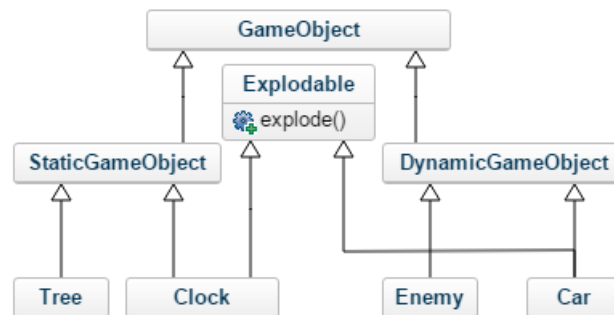 GameObject
Explodable
explode()
StaticGameObject
DynamicGameObject
Tree
Clock
Enemy
Car